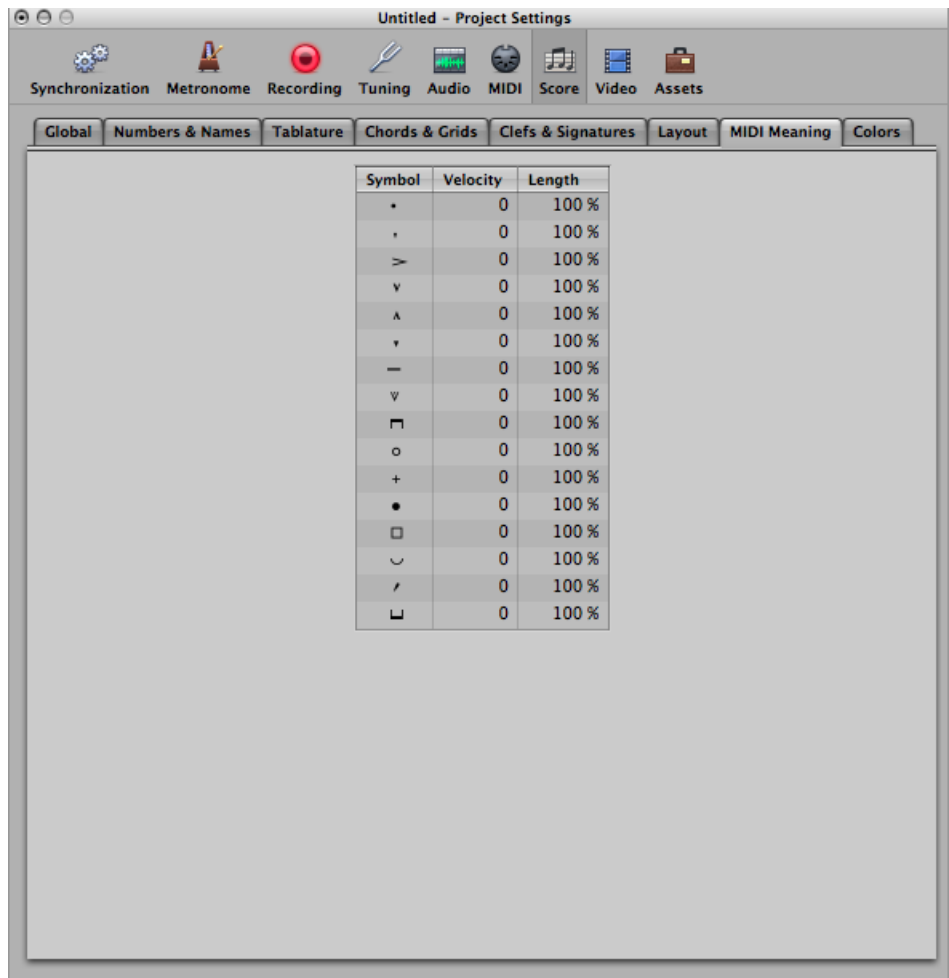 Untitled – Project Settings
Synchronization Metronome Recording Tuning Audio MIDI Score Video Assets
Global Numbers & Names Tablature Chords & Grids Clefs & Signatures Layout MIDI Meaning Colors
Symbol Velocity Length
0 100 %
0 100 %
> 0 100 %
0 100 %
0 100 %
0 100 %
— 0 100 %
0 100 %
0 100 %
0 100 %
+ 0 100 %
0 100 %
0 100 %
0 100 %
0 100 %
0 100 %